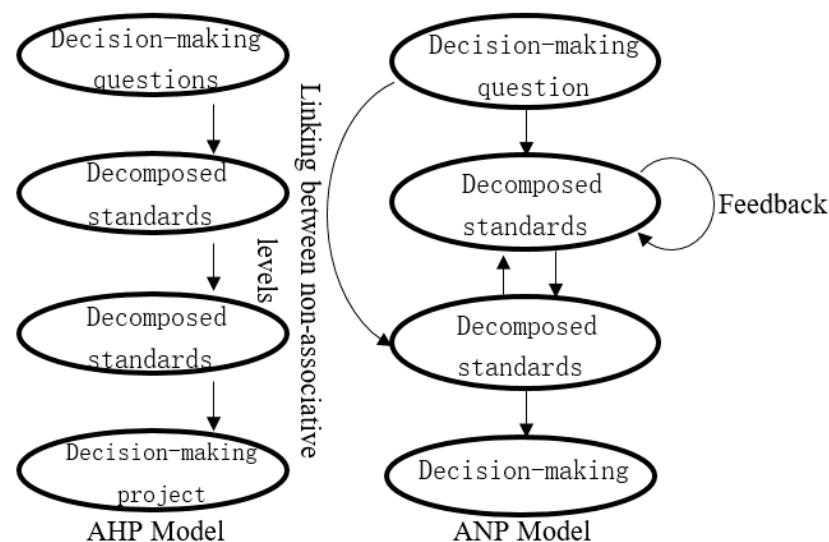 Decision-making
questions
Decomposed
standards
Decomposed
standards
Decision-making
project
AHP Model
Linking between non-associative
levels
Decision-making
question
Decomposed
standards
Feedback
Decomposed
standards
Decision-making
ANP Model